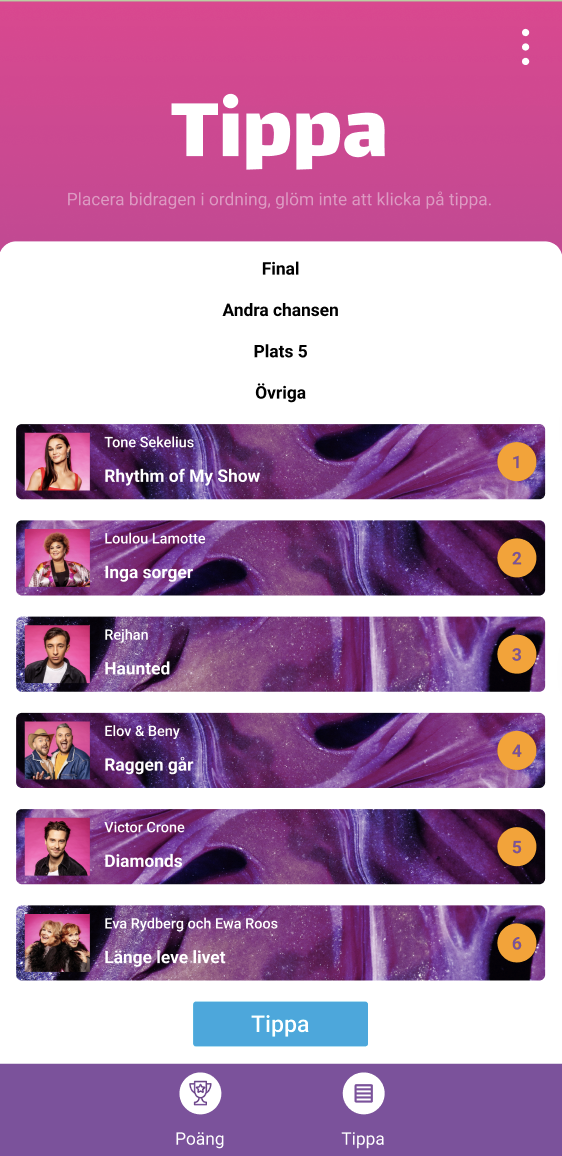 Tippa
Placera bidragen i ordning, glöm inte att klicka på tippa.
Final
Andra chansen
Plats 5
Övriga
Tone Sekelius
Rhythm of My Show
1
Loulou Lamotte
Inga sorger
2
Rejhan
Haunted
3
Elov & Beny
Raggen går
4
Victor Crone
Diamonds
5
Eva Rydberg och Ewa Roos
Länge leve livet
6
Tippa
Poäng
Tippa